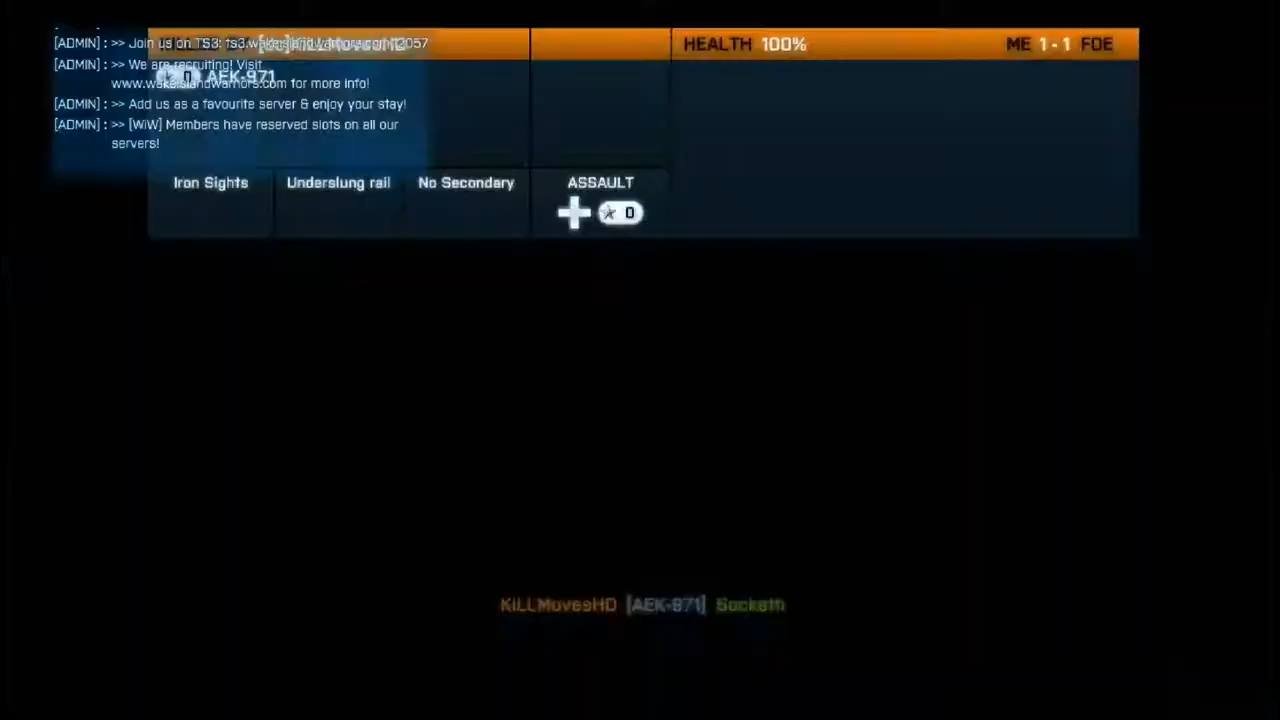 [ADMIN] : >> Join us on TS3:
HEALTH 100%
ME 1 - 1 FOE
[ADMIN] : >> We are recruiting! Visit
0 AEK-971
www.wakeislandwarriors.com for more info!
[ADMIN] : >> Add us as a favourite server & enjoy your stay!
[ADMIN] : >> [WiW] Members have reserved slots on all our
servers!
Iron Sights Underslung rail No Secondary ASSAULT
0
KiLLMovesHD [AEK-971] Socketh